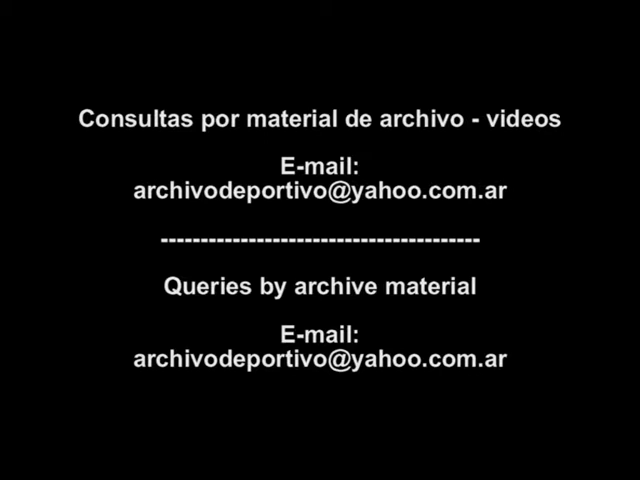 Consultas por material de archivo - videos
E-mail:
archivodeportivo@yahoo.com.ar
----------------------------------------
Queries by archive material
E-mail:
archivodeportivo@yahoo.com.ar